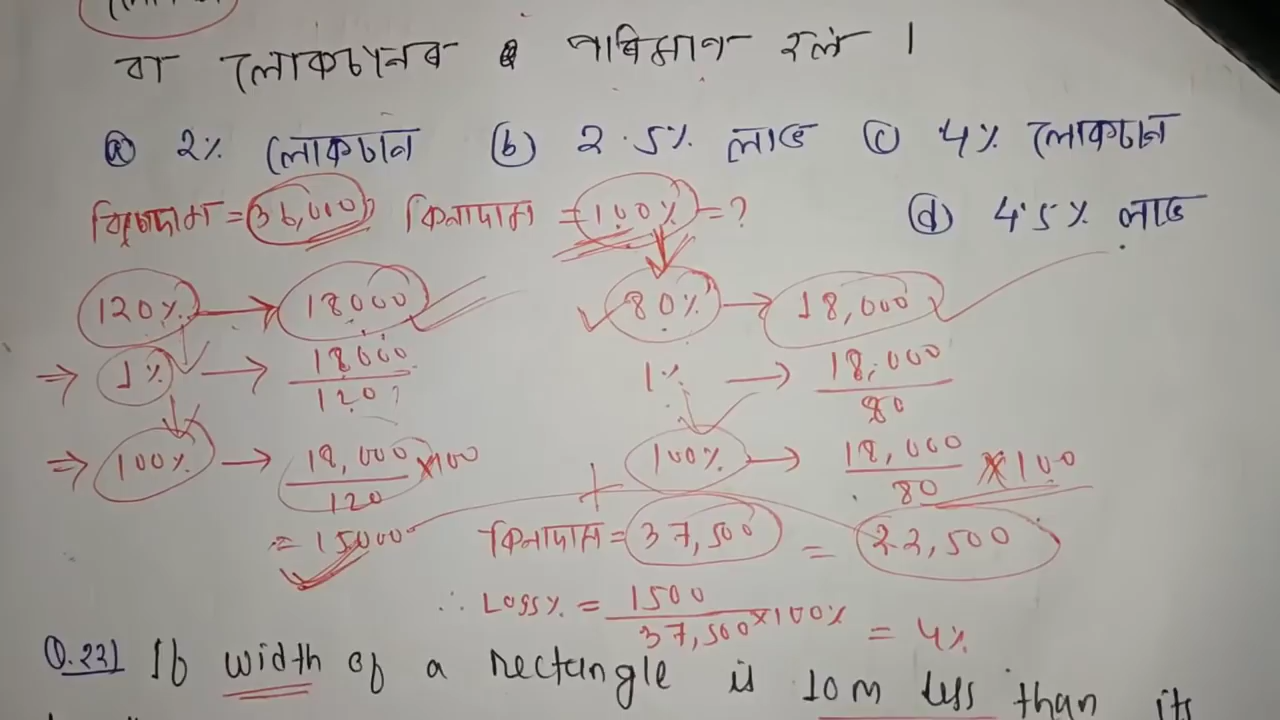 বা লোকচানৰ পৰিমাণ হ'ল ।
ⓐ 2% লোকচান ⓑ 2.5% লাভ ⓒ 4% লোকচান
ⓓ 4.5% লাভ
বিক্ৰীদাম = 36,000 কিনাদাম = 100% = ?
120% → 18000 80% → 18,000
⇒ 1% → 18000/120 1% → 18,000/80
⇒ 100% → 18,000/120 × 100 100% → 18,000/80 × 100
= 15000 + কিনাদাম = 37,500 = 22,500
∴ Loss% = 1500/37,500 × 100% = 4%
Q.22) If width of a rectangle is 10m less than its